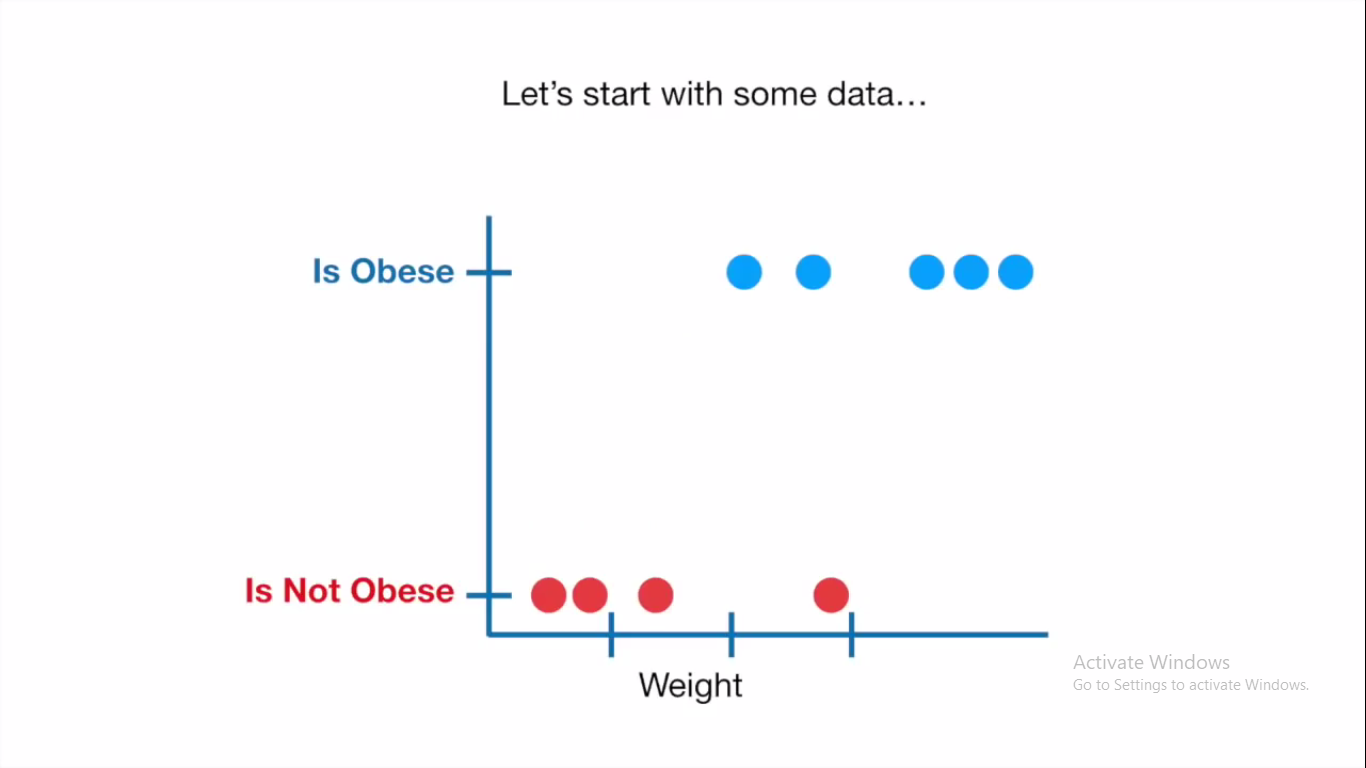 Let's start with some data…
Is Obese
Is Not Obese
Weight
Activate Windows
Go to Settings to activate Windows.